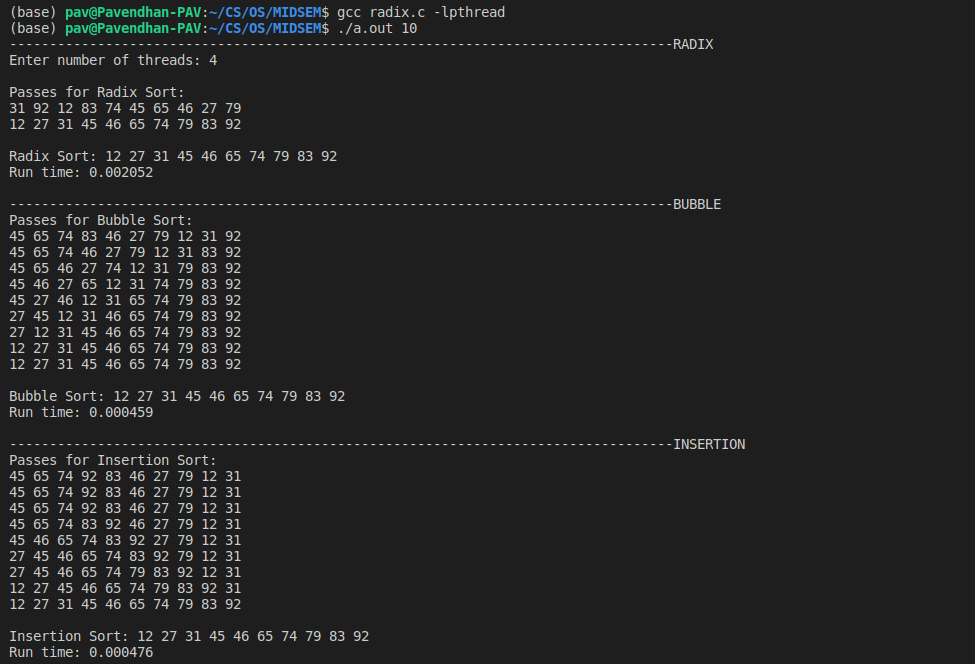 (base) pav@Pavendhan-PAV:~/CS/OS/MIDSEM$ gcc radix.c -lpthread
(base) pav@Pavendhan-PAV:~/CS/OS/MIDSEM$ ./a.out 10
-----------------------------------------------------------------------------------RADIX
Enter number of threads: 4
Passes for Radix Sort:
31 92 12 83 74 45 65 46 27 79
12 27 31 45 46 65 74 79 83 92
Radix Sort: 12 27 31 45 46 65 74 79 83 92
Run time: 0.002052
-----------------------------------------------------------------------------------BUBBLE
Passes for Bubble Sort:
45 65 74 83 46 27 79 12 31 92
45 65 74 46 27 79 12 31 83 92
45 65 46 27 74 12 31 79 83 92
45 46 27 65 12 31 74 79 83 92
45 27 46 12 31 65 74 79 83 92
27 45 12 31 46 65 74 79 83 92
27 12 31 45 46 65 74 79 83 92
12 27 31 45 46 65 74 79 83 92
12 27 31 45 46 65 74 79 83 92
Bubble Sort: 12 27 31 45 46 65 74 79 83 92
Run time: 0.000459
-----------------------------------------------------------------------------------INSERTION
Passes for Insertion Sort:
45 65 74 92 83 46 27 79 12 31
45 65 74 92 83 46 27 79 12 31
45 65 74 92 83 46 27 79 12 31
45 65 74 83 92 46 27 79 12 31
45 46 65 74 83 92 27 79 12 31
27 45 46 65 74 83 92 79 12 31
27 45 46 65 74 79 83 92 12 31
12 27 45 46 65 74 79 83 92 31
12 27 31 45 46 65 74 79 83 92
Insertion Sort: 12 27 31 45 46 65 74 79 83 92
Run time: 0.000476